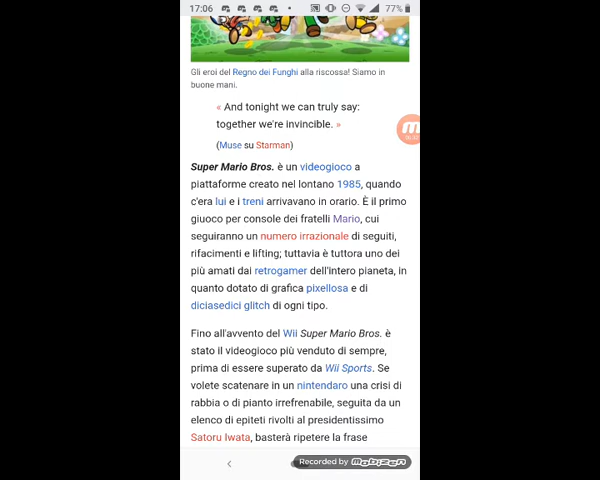 17:06
77%
Gli eroi del Regno dei Funghi alla riscossa! Siamo in
buone mani.
« And tonight we can truly say:
together we're invincible. »
(Muse su Starman)
Super Mario Bros. è un videogioco a
piattaforme creato nel lontano 1985, quando
c'era lui e i treni arrivavano in orario. È il primo
giuoco per console dei fratelli Mario, cui
seguiranno un numero irrazionale di seguiti,
rifacimenti e lifting; tuttavia è tuttora uno dei
più amati dai retrogamer dell'intero pianeta, in
quanto dotato di grafica pixellosa e di
diciasedici glitch di ogni tipo.
Fino all'avvento del Wii Super Mario Bros. è
stato il videogioco più venduto di sempre,
prima di essere superato da Wii Sports. Se
volete scatenare in un nintendaro una crisi di
rabbia o di pianto irrefrenabile, seguita da un
elenco di epiteti rivolti al presidentissimo
Satoru Iwata, basterà ripetere la frase
Recorded by mobizen